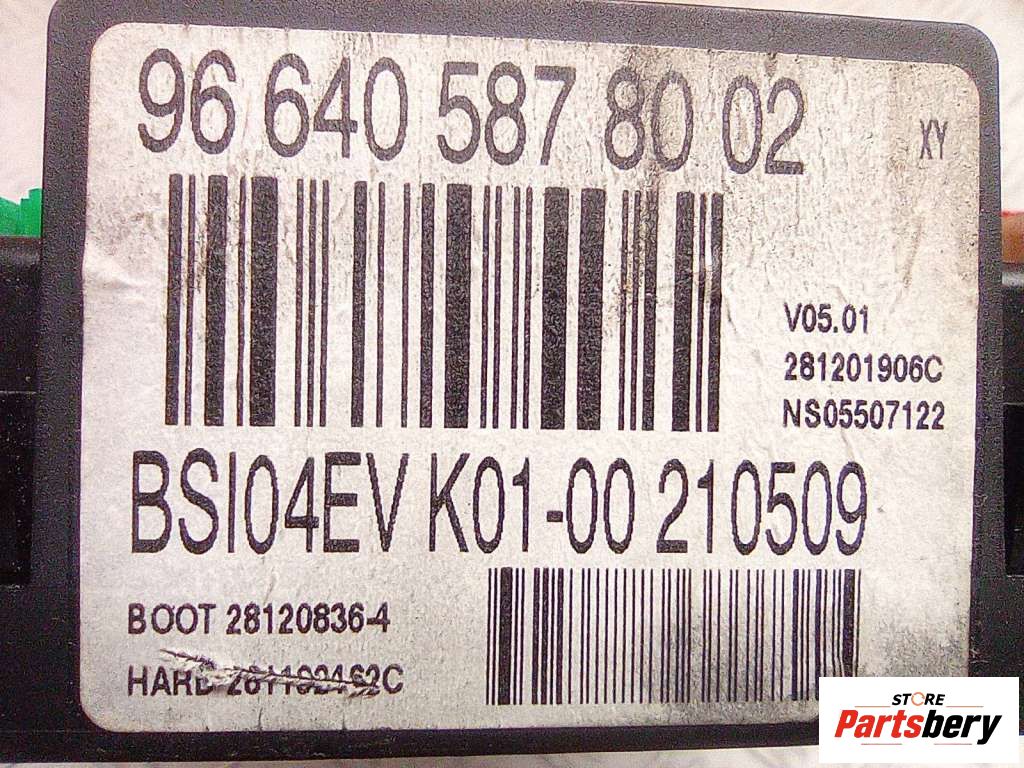 96 640 587 80 02
XY
V05.01
281201906C
NS05507122
BSI04EV K01-00 210509
BOOT 28120836-4
HARD
STORE
Partsbery